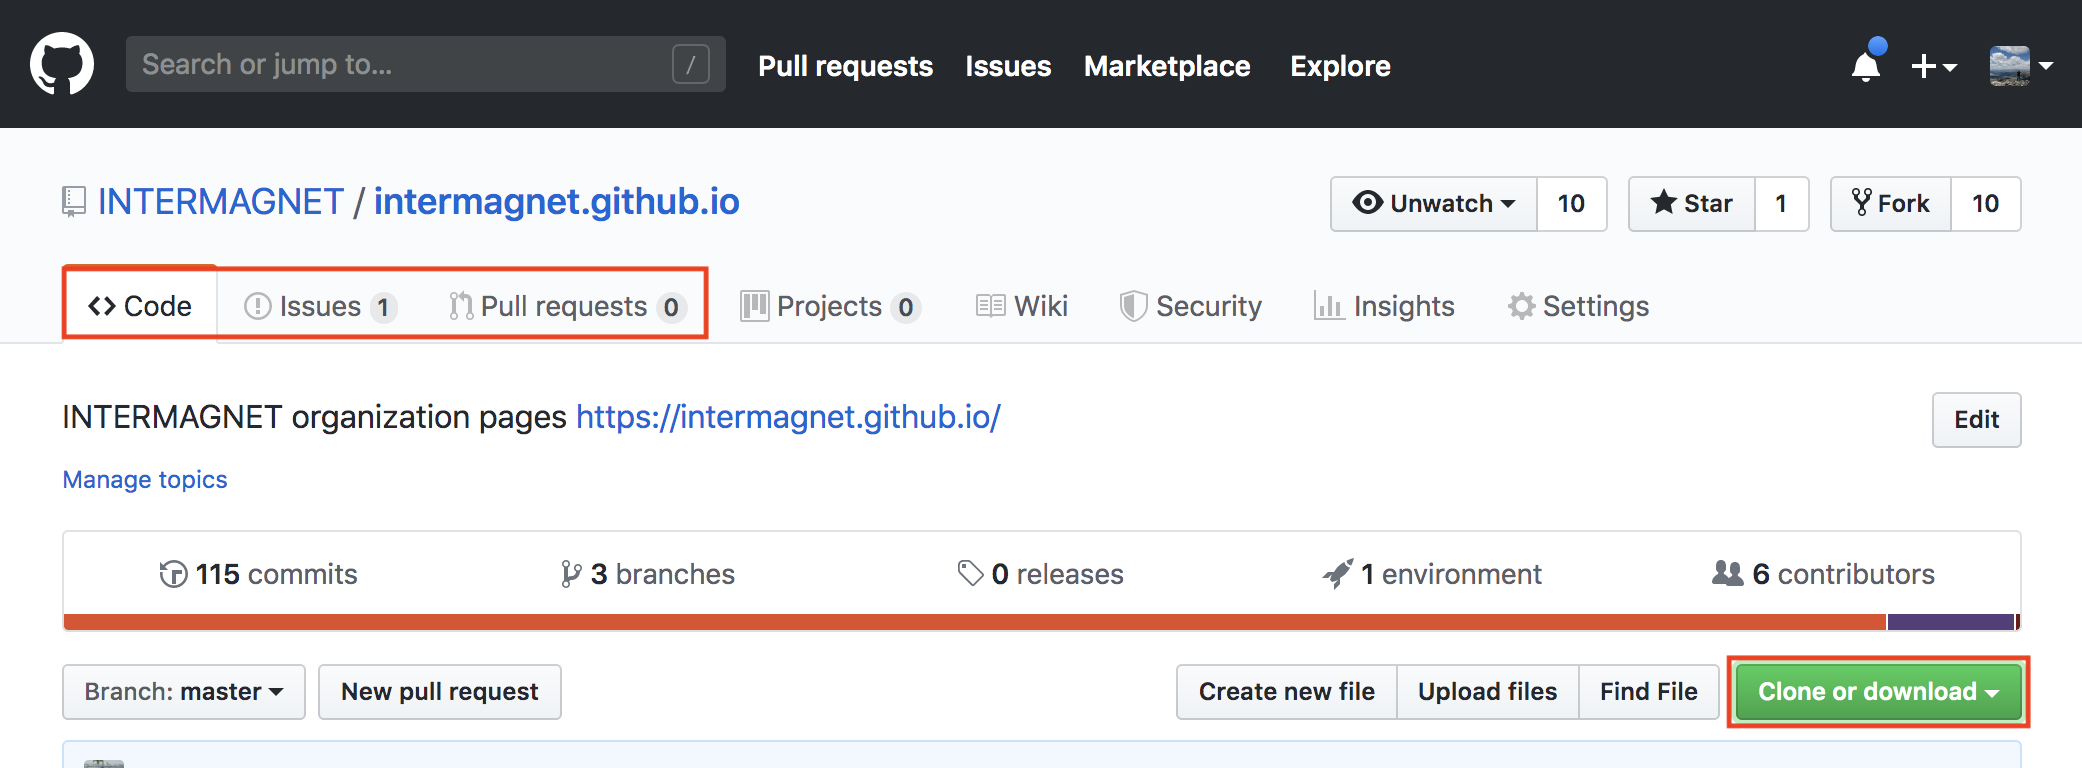 Search or jump to... /
Pull requests Issues Marketplace Explore
INTERMAGNET / intermagnet.github.io
Unwatch 10 Star 1 Fork 10
Code Issues 1 Pull requests 0 Projects 0 Wiki Security Insights Settings
INTERMAGNET organization pages https://intermagnet.github.io/
Edit
Manage topics
115 commits 3 branches 0 releases 1 environment 6 contributors
Branch: master New pull request Create new file Upload files Find File Clone or download